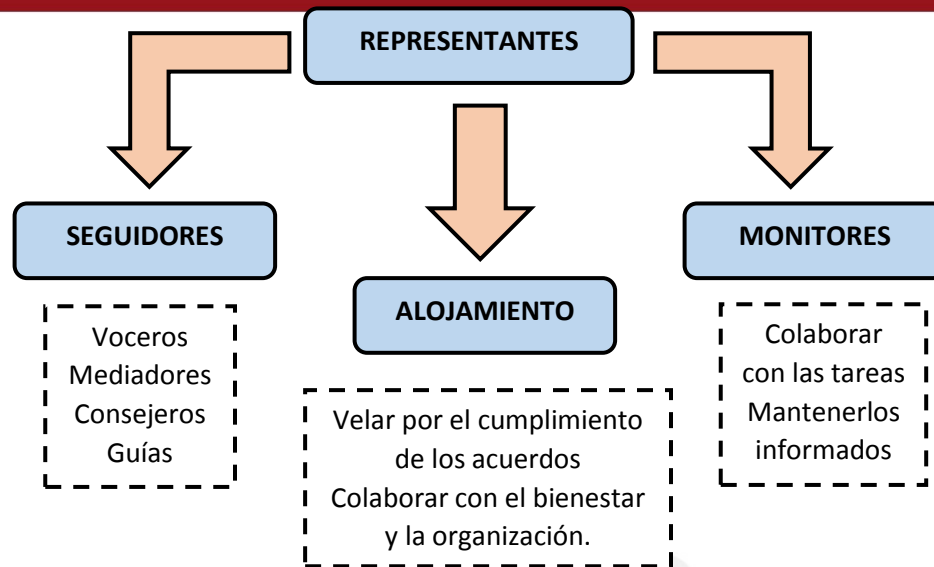 REPRESENTANTES
SEGUIDORES
Voceros
Mediadores
Consejeros
Guías
ALOJAMIENTO
Velar por el cumplimiento
de los acuerdos
Colaborar con el bienestar
y la organización.
MONITORES
Colaborar
con las tareas
Mantenerlos
informados